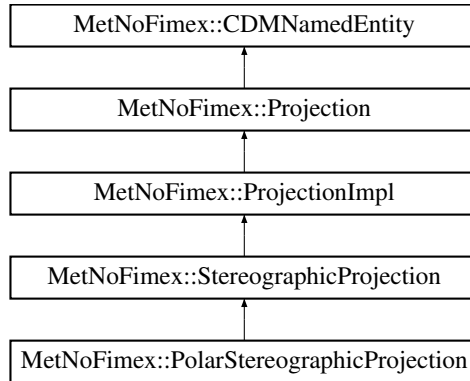 MetNoFimex::CDMNamedEntity
MetNoFimex::Projection
MetNoFimex::ProjectionImpl
MetNoFimex::StereographicProjection
MetNoFimex::PolarStereographicProjection